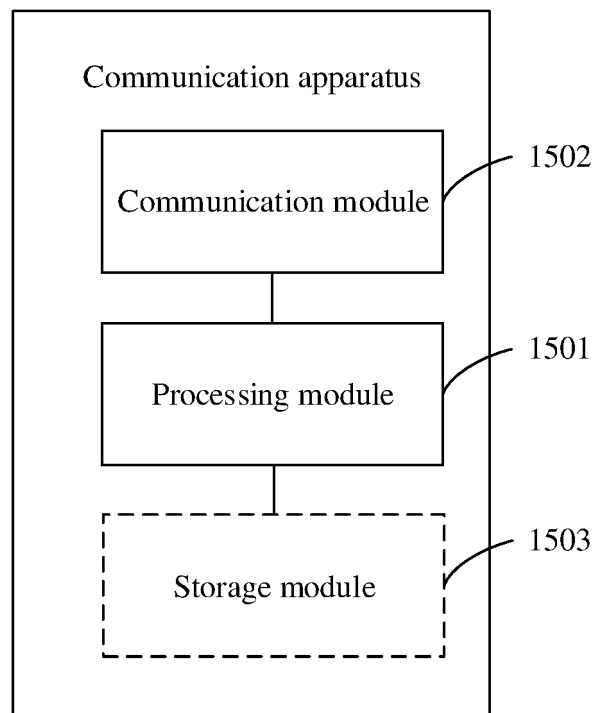 Communication apparatus
Communication module
1502
Processing module
1501
Storage module
1503